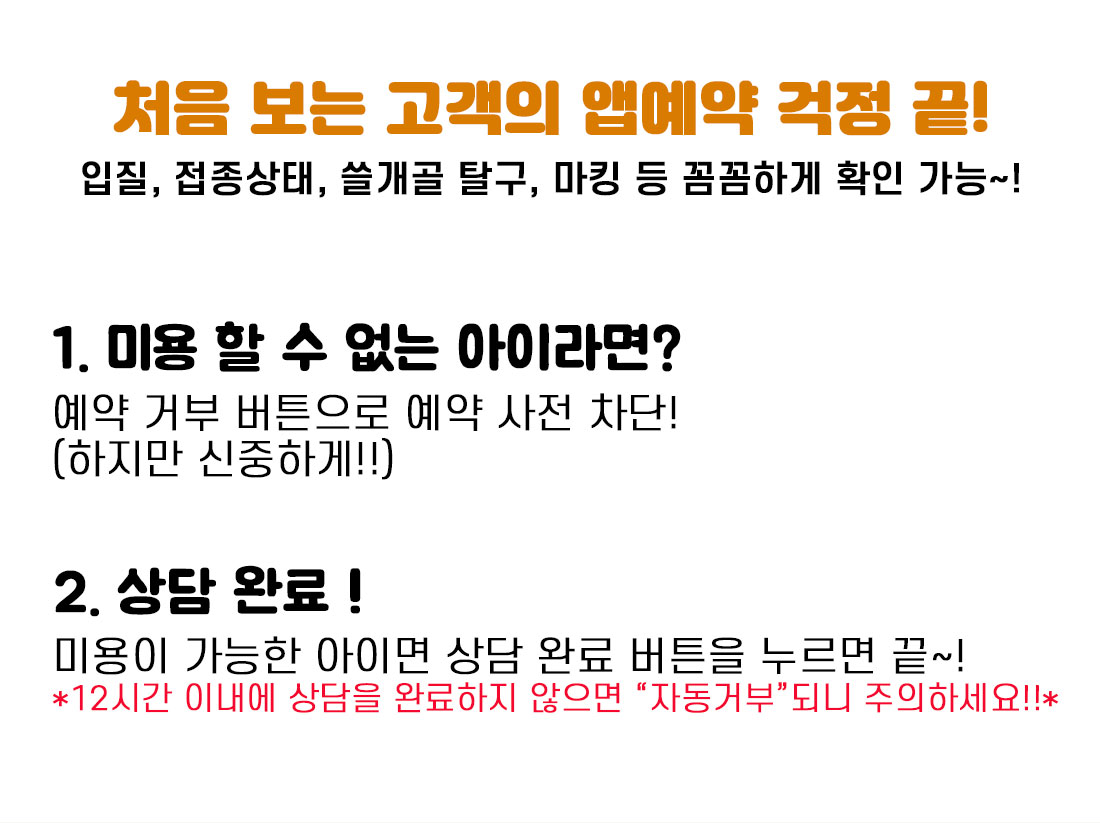 처음 보는 고객의 앱예약 걱정 끝!
입질, 접종상태, 쓸개골 탈구, 마킹 등 꼼꼼하게 확인 가능~!
1. 미용 할 수 없는 아이라면?
예약 거부 버튼으로 예약 사전 차단!
(하지만 신중하게!!)
2. 상담 완료 !
미용이 가능한 아이면 상담 완료 버튼을 누르면 끝~!
*12시간 이내에 상담을 완료하지 않으면 “자동거부”되니 주의하세요!!*